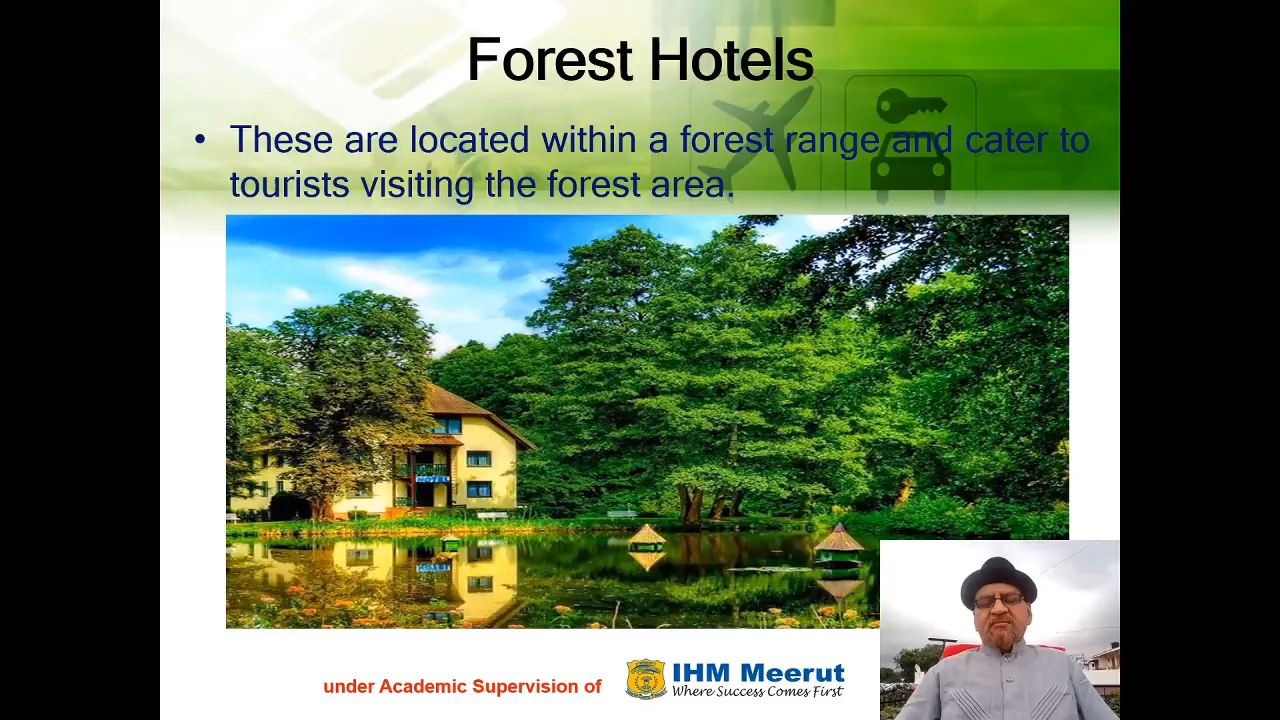 Forest Hotels
• These are located within a forest range and cater to
tourists visiting the forest area.
HOTEL
under Academic Supervision of
IHM Meerut
Where Success Comes First